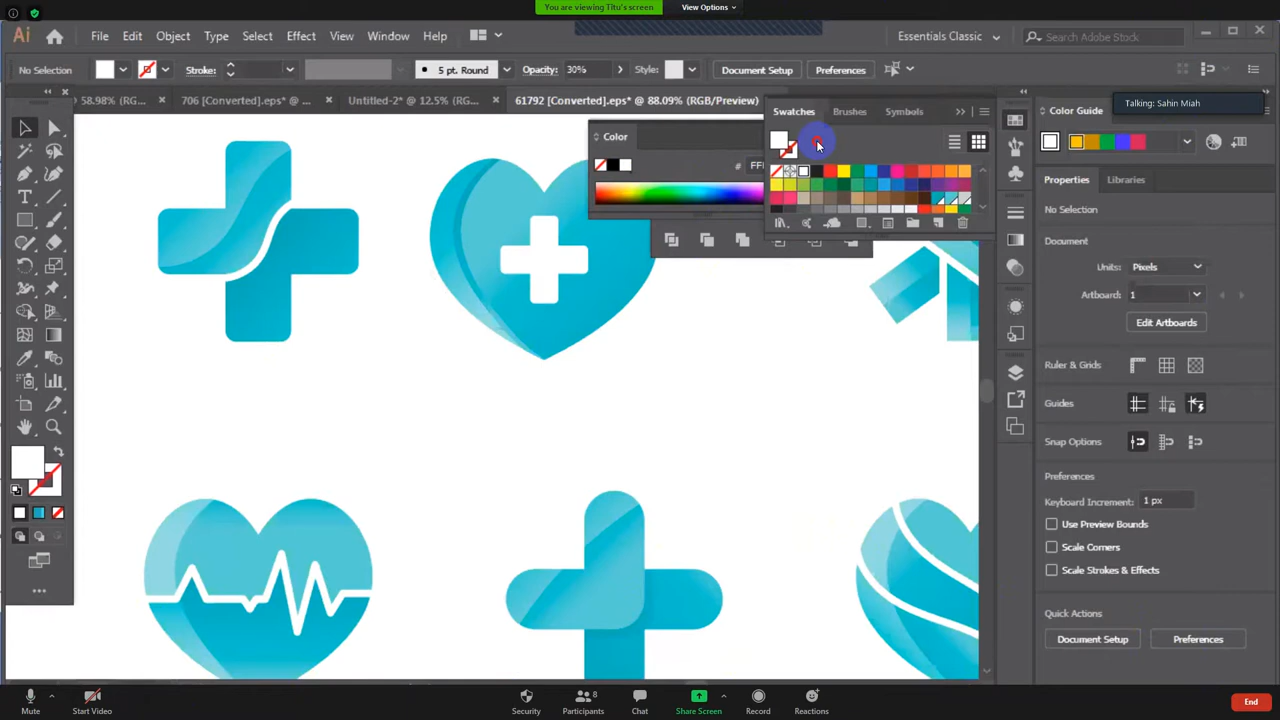 You are viewing Titu's screen
View Options
Ai
File
Edit
Object
Type
Select
Effect
View
Window
Help
Essentials Classic
Search Adobe Stock
No Selection
Stroke:
5 pt. Round
Opacity:
30%
Style:
Document Setup
Preferences
58.98% (RG...
706 [Converted].eps* @ ...
Untitled-2* @ 12.5% (RG...
61792 [Converted].eps* @ 88.09% (RGB/Preview)
Talking: Sahin Miah
Swatches
Brushes
Symbols
Color Guide
Color
#
Properties
Libraries
No Selection
Document
Units:
Pixels
Artboard:
1
Edit Artboards
Ruler & Grids
Guides
Snap Options
Preferences
Keyboard Increment:
1 px
Use Preview Bounds
Scale Corners
Scale Strokes & Effects
Quick Actions
Document Setup
Preferences
Mute
Start Video
Security
Participants
8
Chat
Share Screen
Record
Reactions
End